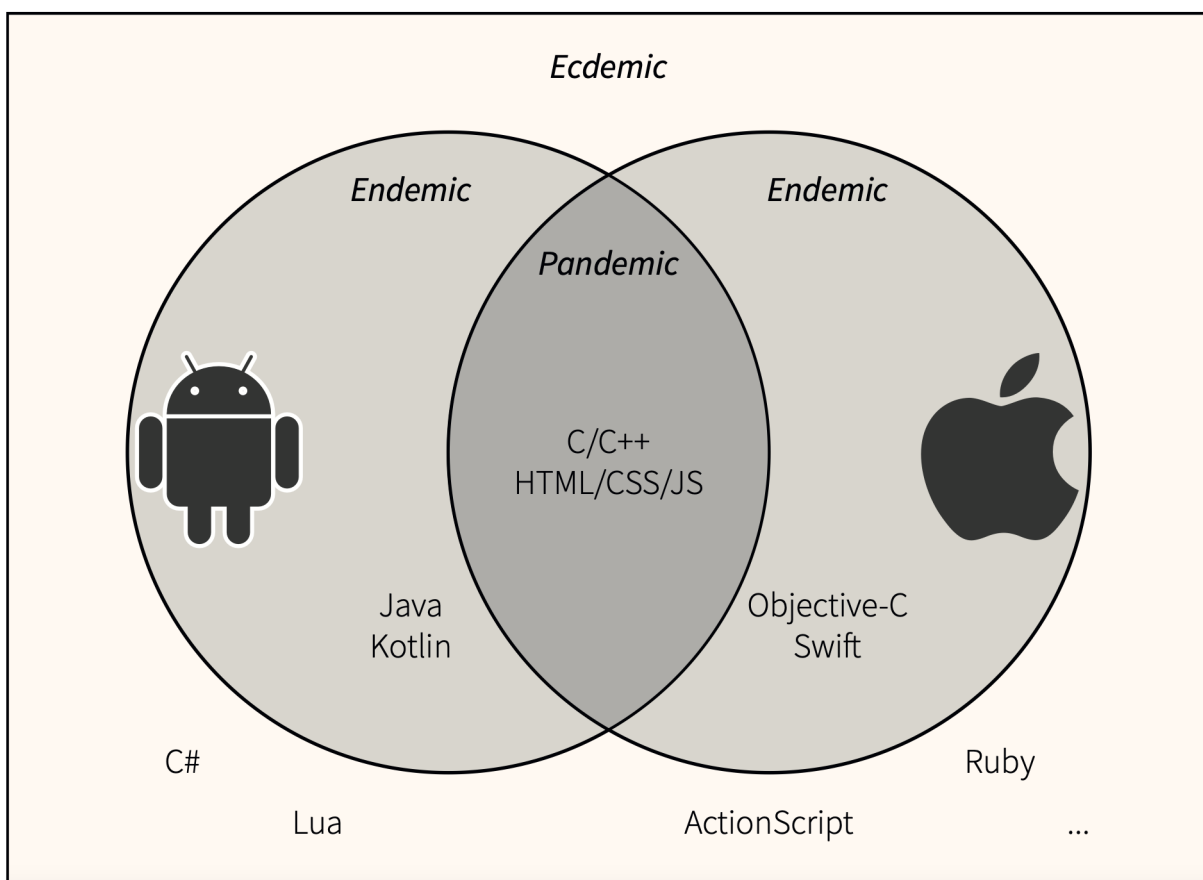 Ecdemic
Endemic
Endemic
Pandemic
C/C++
HTML/CSS/JS
Java
Kotlin
Objective-C
Swift
C#
Ruby
Lua
ActionScript
...